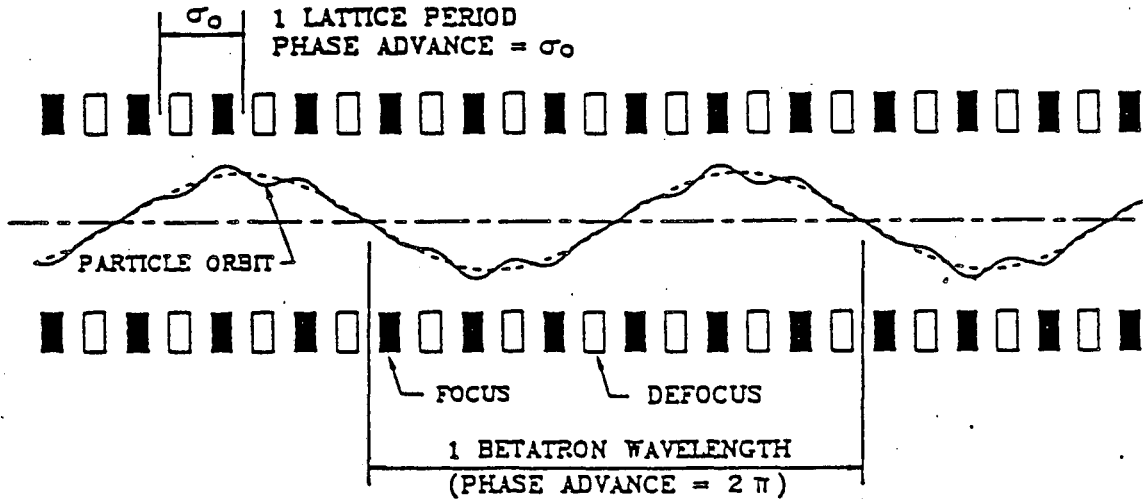 σ₀
1 LATTICE PERIOD
PHASE ADVANCE = σ₀
PARTICLE ORBIT
FOCUS
DEFOCUS
1 BETATRON WAVELENGTH
(PHASE ADVANCE = 2 π)